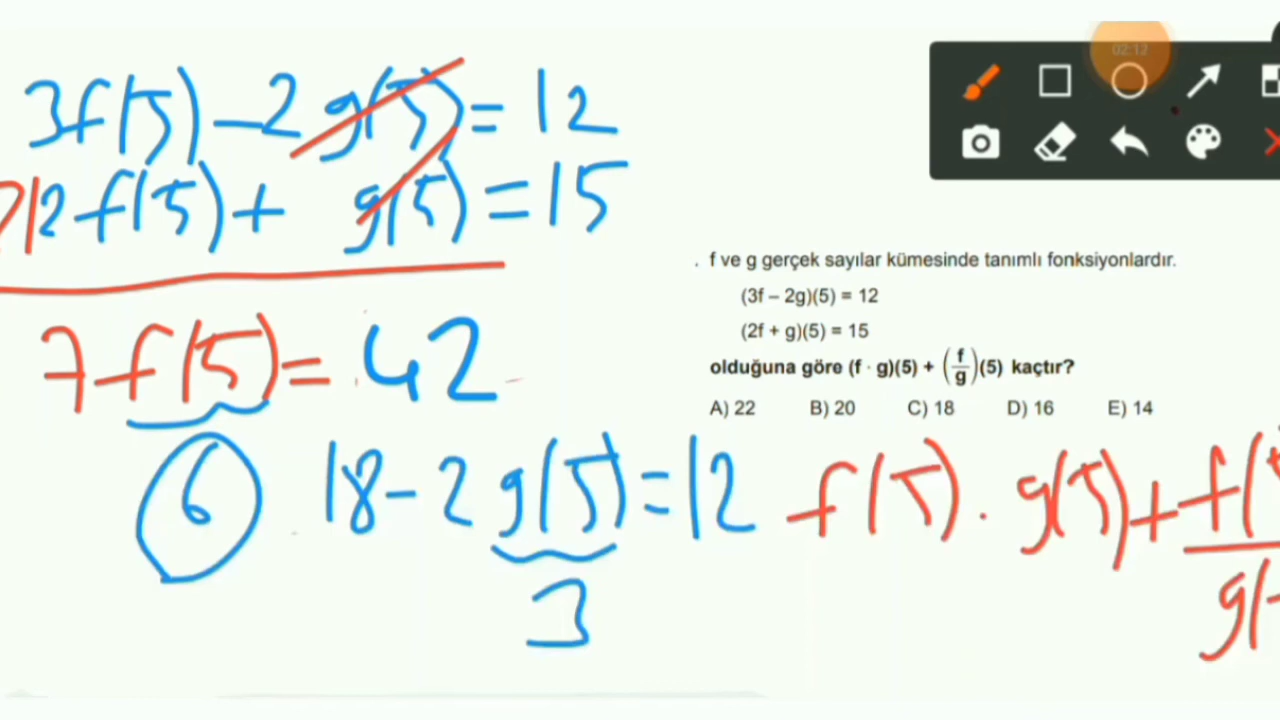 3f(5) - 2g(5) = 12
2/2f(5) + g(5) = 15
7f(5) = 42
6
18 - 2g(5) = 12
3
02:12
. f ve g gerçek sayılar kümesinde tanımlı fonksiyonlardır.
(3f – 2g)(5) = 12
(2f + g)(5) = 15
olduğuna göre (f · g)(5) + (f/g)(5) kaçtır?
A) 22 B) 20 C) 18 D) 16 E) 14
f(5) . g(5) + f(
g(